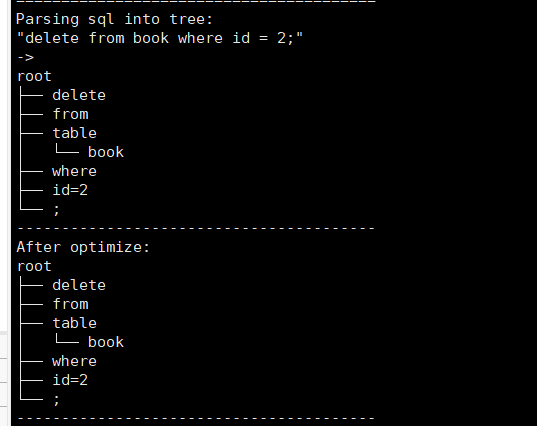 ========================================
Parsing sql into tree:
"delete from book where id = 2;"
->
root
├── delete
├── from
├── table
│   └── book
├── where
├── id=2
└── ;
----------------------------------------
After optimize:
root
├── delete
├── from
├── table
│   └── book
├── where
├── id=2
└── ;
----------------------------------------